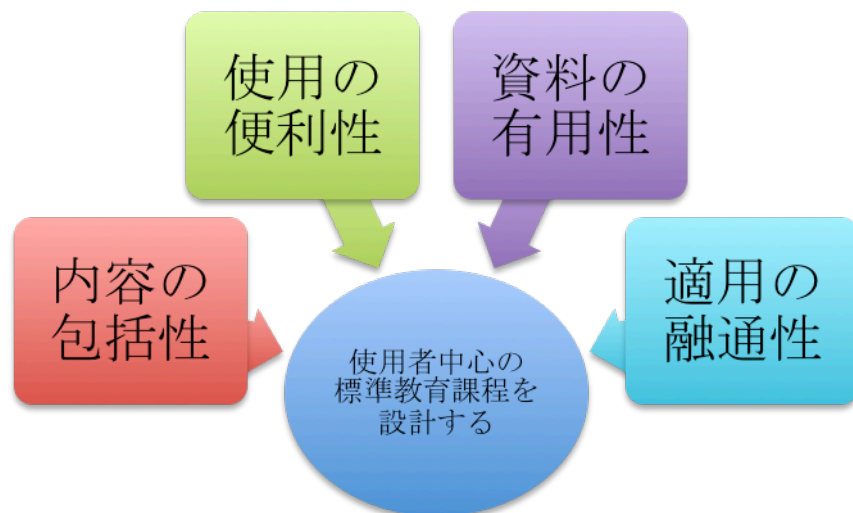 使用の
便利性
資料の
有用性
内容の
包括性
適用の
融通性
使用者中心の
標準教育課程を
設計する